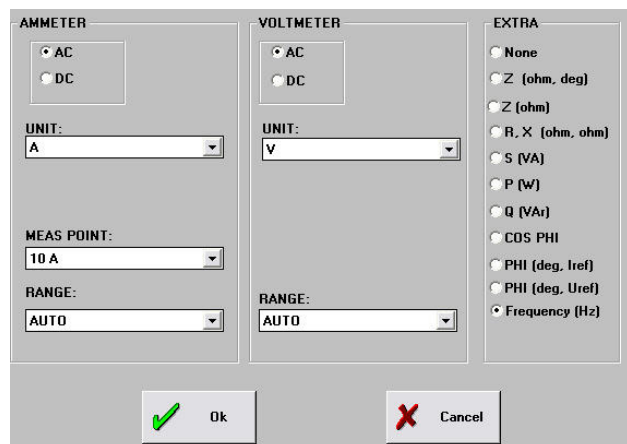 AMMETER
AC
DC
UNIT:
A
MEAS POINT:
10 A
RANGE:
AUTO
VOLTMETER
AC
DC
UNIT:
V
RANGE:
AUTO
EXTRA
None
Z (ohm, deg)
Z (ohm)
R, X (ohm, ohm)
S (VA)
P (W)
Q (VAr)
COS PHI
PHI (deg, Iref)
PHI (deg, Uref)
Frequency (Hz)
Ok
Cancel